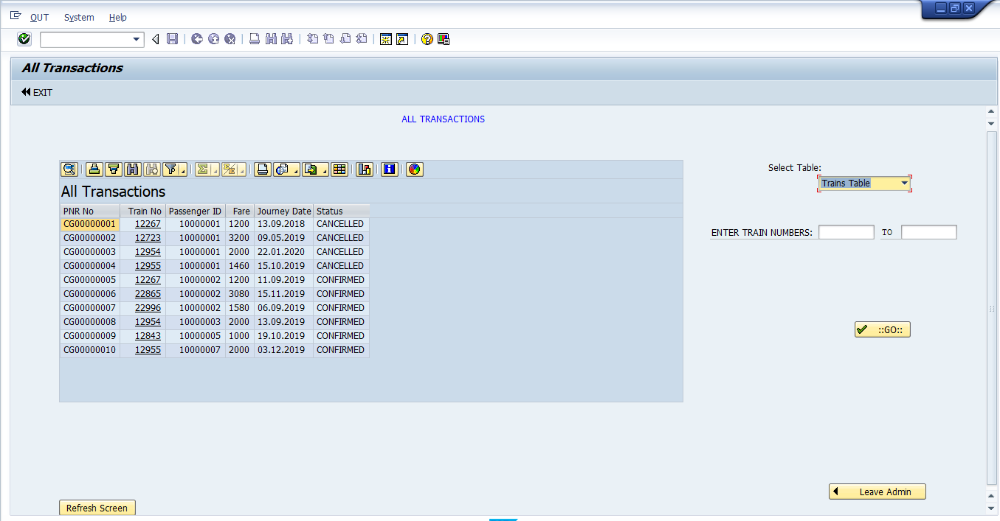 OUT System Help
All Transactions
EXIT
ALL TRANSACTIONS
Select Table:
Trains Table
All Transactions
PNR No Train No Passenger ID Fare Journey Date Status
CG00000001 12267 10000001 1200 13.09.2018 CANCELLED
CG00000002 12723 10000001 3200 09.05.2019 CANCELLED
CG00000003 12954 10000001 2000 22.01.2020 CANCELLED
CG00000004 12955 10000001 1460 15.10.2019 CANCELLED
CG00000005 12267 10000002 1200 11.09.2019 CONFIRMED
CG00000006 22865 10000002 3080 15.11.2019 CONFIRMED
CG00000007 22996 10000002 1580 06.09.2019 CONFIRMED
CG00000008 12954 10000003 2000 13.09.2019 CONFIRMED
CG00000009 12843 10000005 1000 19.10.2019 CONFIRMED
CG00000010 12955 10000007 2000 03.12.2019 CONFIRMED
ENTER TRAIN NUMBERS: TO
::GO::
Leave Admin
Refresh Screen